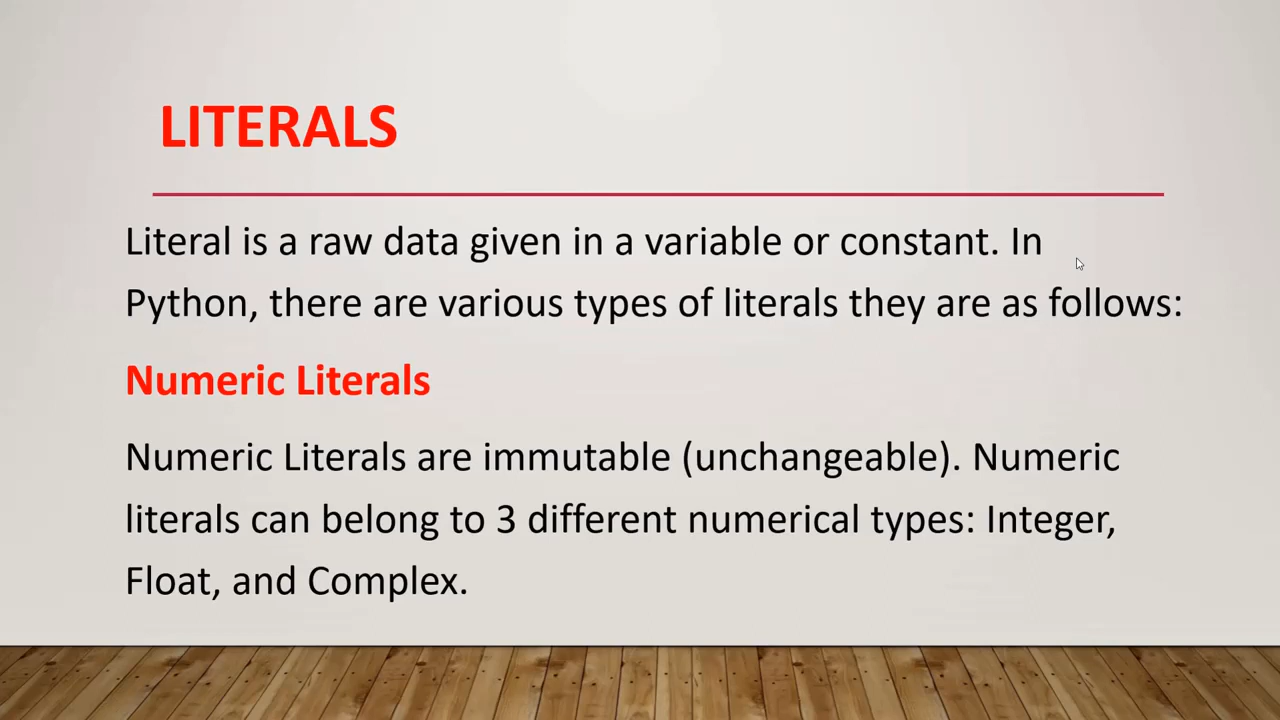 LITERALS
Literal is a raw data given in a variable or constant. In
Python, there are various types of literals they are as follows:
Numeric Literals
Numeric Literals are immutable (unchangeable). Numeric
literals can belong to 3 different numerical types: Integer,
Float, and Complex.